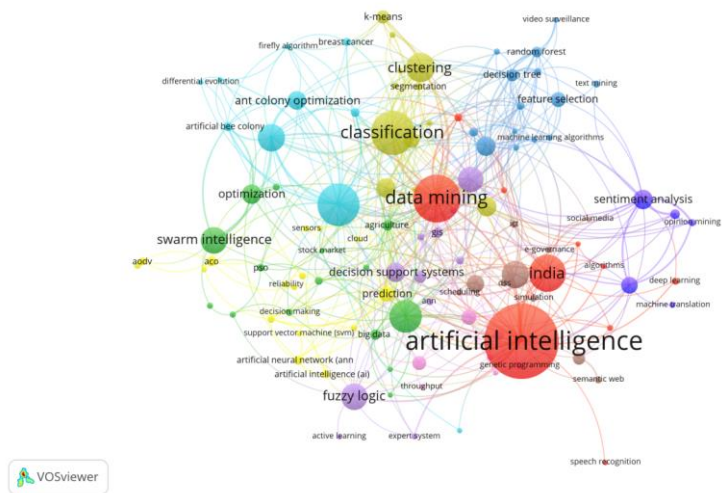 k-means
video surveillance
firefly algorithm
breast cancer
random forest
clustering
decision tree
differential evolution
segmentation
text mining
ant colony optimization
feature selection
artificial bee colony
classification
machine learning algorithms
optimization
data mining
sentiment analysis
social media
opinion mining
sensors
agriculture
gis
swarm intelligence
cloud
stock market
e-governance
aodv
aco
pso
decision support systems
india
algorithms
reliability
prediction
scheduling
oss
deep learning
ann
simulation
decision making
machine translation
support vector machine (svm)
big data
artificial intelligence
artificial neural network (ann
genetic programming
artificial intelligence (ai)
semantic web
throughput
fuzzy logic
active learning
expert system
speech recognition
VOSviewer